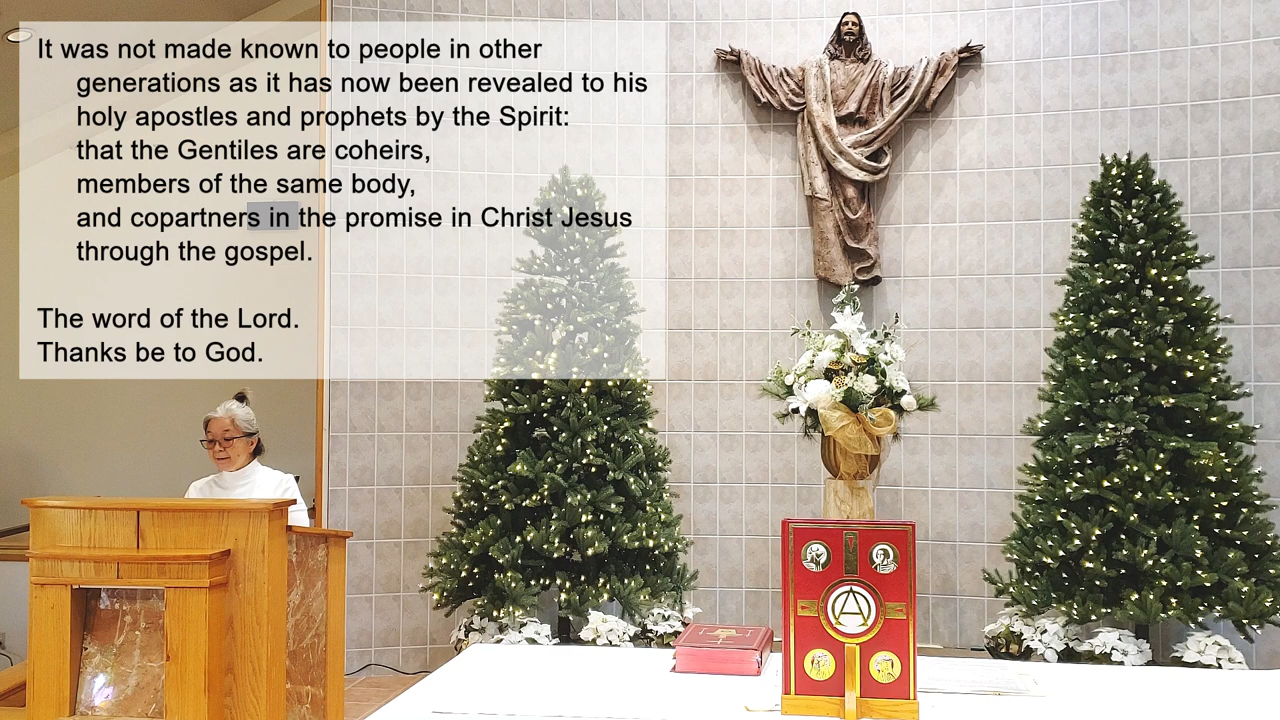 It was not made known to people in other
generations as it has now been revealed to his
holy apostles and prophets by the Spirit:
that the Gentiles are coheirs,
members of the same body,
and copartners in the promise in Christ Jesus
through the gospel.
The word of the Lord.
Thanks be to God.